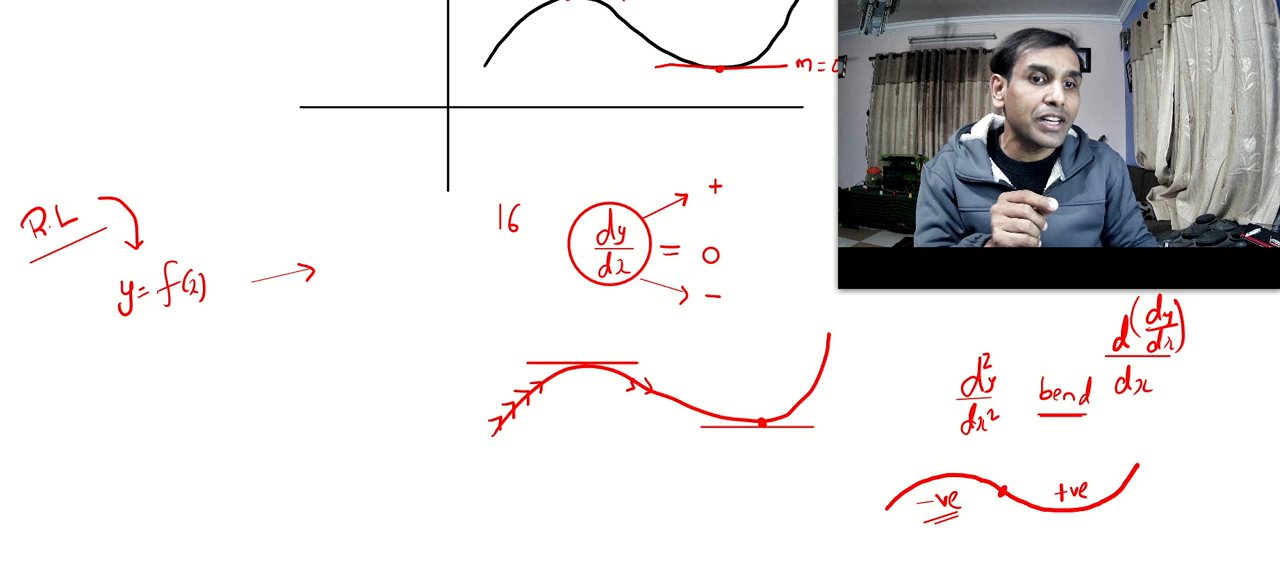 m=0
R.L
y=f(x)
16
dy/dx = 0
+
-
d²y/dx²
bend
d(dy/dx)/dx
-ve
+ve